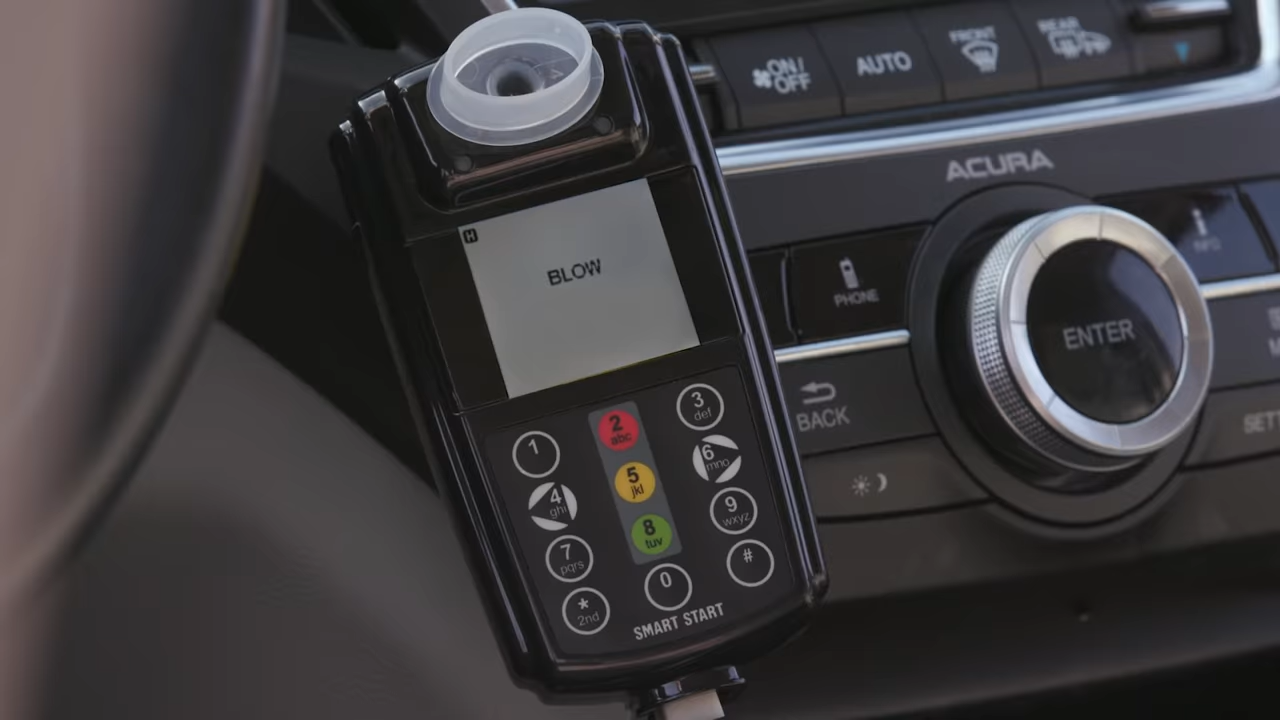 ON/
OFF
AUTO
FRONT
REAR
ACURA
H
BLOW
PHONE
INFO
ENTER
BACK
1
2
abc
3
def
4
ghi
5
jkl
6
mno
7
pqrs
8
tuv
9
wxyz
*
2nd
0
#
SMART START